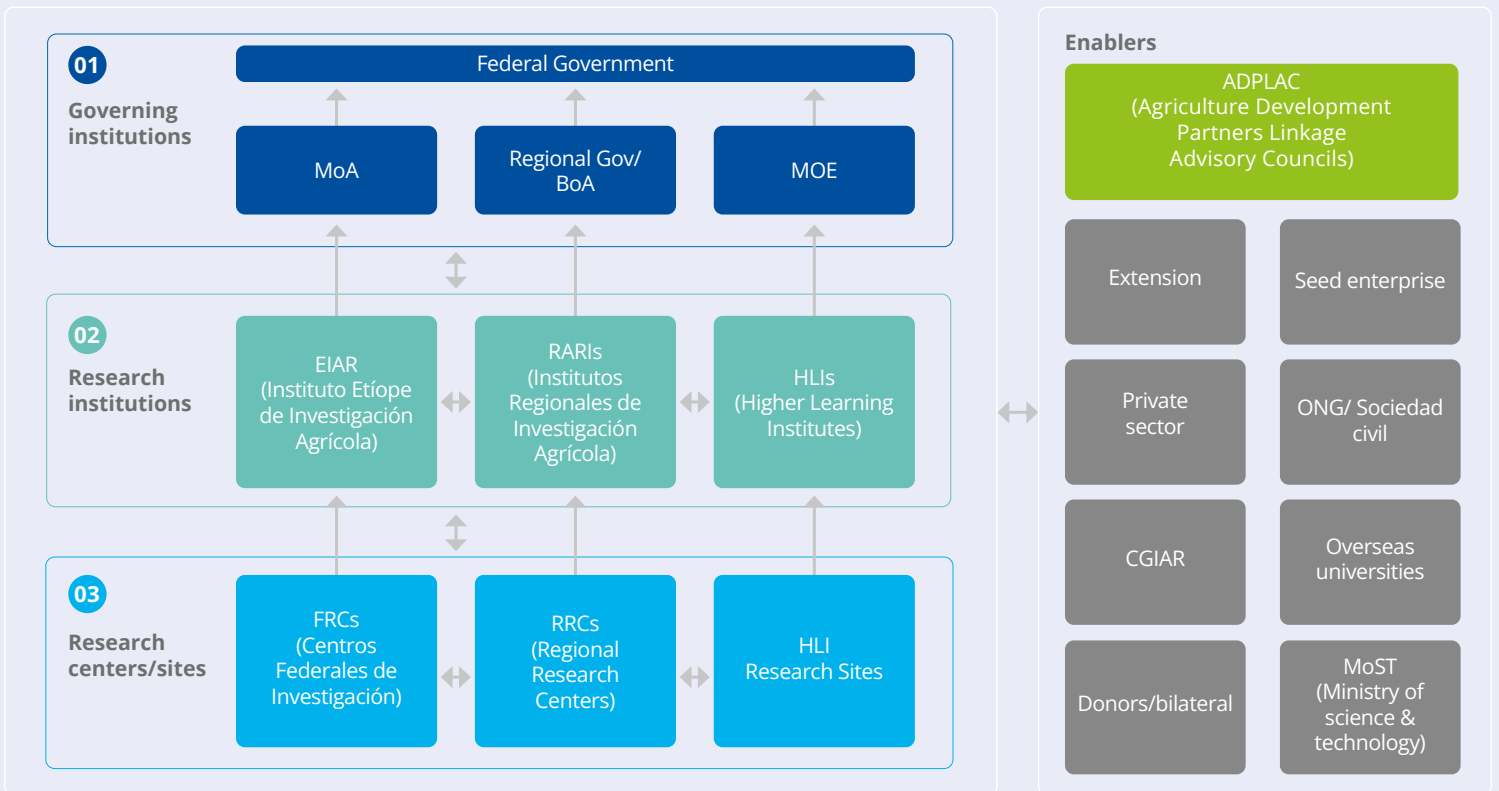 01
Governing
institutions
Federal Government
MoA
Regional Gov/
BoA
MOE
02
Research
institutions
EIAR
(Instituto Etíope
de Investigación
Agrícola)
RARIs
(Institutos
Regionales de
Investigación
Agrícola)
HLIs
(Higher Learning
Institutes)
03
Research
centers/sites
FRCs
(Centros
Federales de
Investigación)
RRCs
(Regional
Research
Centers)
HLI
Research Sites
Enablers
ADPLAC
(Agriculture Development
Partners Linkage
Advisory Councils)
Extension
Seed enterprise
Private
sector
ONG/ Sociedad
civil
CGIAR
Overseas
universities
Donors/bilateral
MoST
(Ministry of
science &
technology)